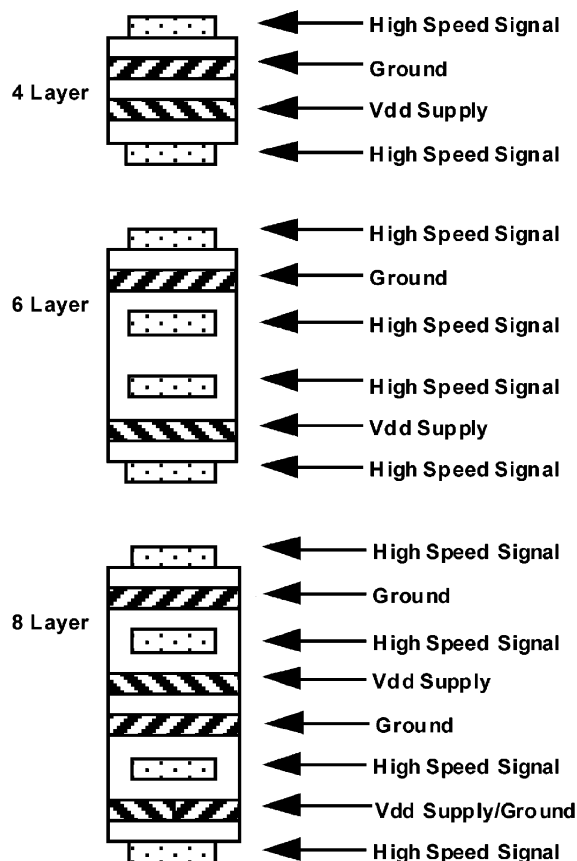 4 Layer
High Speed Signal
Ground
Vdd Supply
High Speed Signal
6 Layer
High Speed Signal
Ground
High Speed Signal
High Speed Signal
Vdd Supply
High Speed Signal
8 Layer
High Speed Signal
Ground
High Speed Signal
Vdd Supply
Ground
High Speed Signal
Vdd Supply/Ground
High Speed Signal